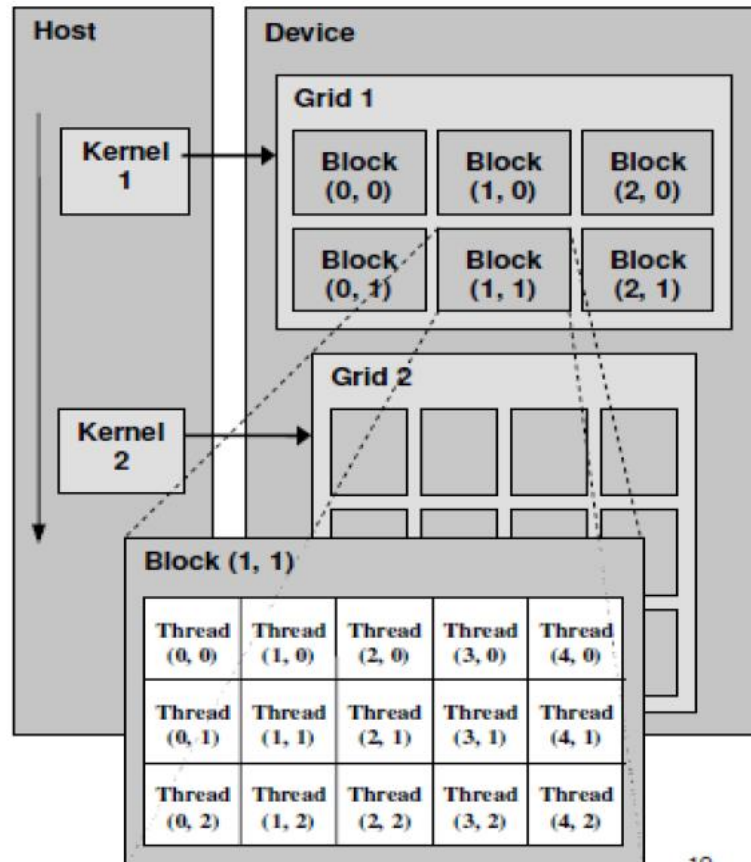 Host
Device
Grid 1
Kernel
1
Block
(0, 0)
Block
(1, 0)
Block
(2, 0)
Block
(0, 1)
Block
(1, 1)
Block
(2, 1)
Grid 2
Kernel
2
Block (1, 1)
Thread
(0, 0)
Thread
(1, 0)
Thread
(2, 0)
Thread
(3, 0)
Thread
(4, 0)
Thread
(0, 1)
Thread
(1, 1)
Thread
(2, 1)
Thread
(3, 1)
Thread
(4, 1)
Thread
(0, 2)
Thread
(1, 2)
Thread
(2, 2)
Thread
(3, 2)
Thread
(4, 2)